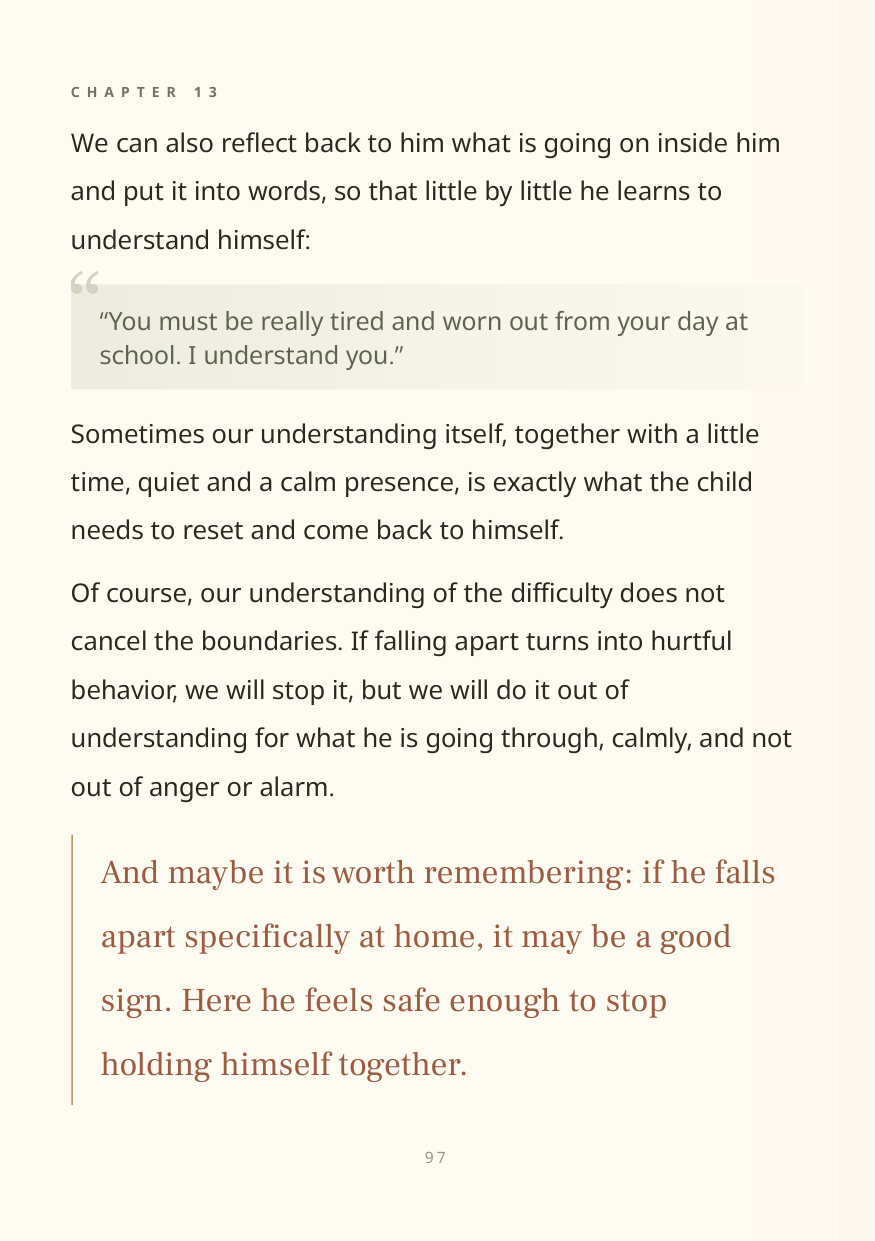 CHAPTER 13
We can also reflect back to him what is going on inside him
and put it into words, so that little by little he learns to
understand himself:
“
“You must be really tired and worn out from your day at
school. I understand you.”
Sometimes our understanding itself, together with a little
time, quiet and a calm presence, is exactly what the child
needs to reset and come back to himself.
Of course, our understanding of the difficulty does not
cancel the boundaries. If falling apart turns into hurtful
behavior, we will stop it, but we will do it out of
understanding for what he is going through, calmly, and not
out of anger or alarm.
And maybe it is worth remembering: if he falls
apart specifically at home, it may be a good
sign. Here he feels safe enough to stop
holding himself together.
97